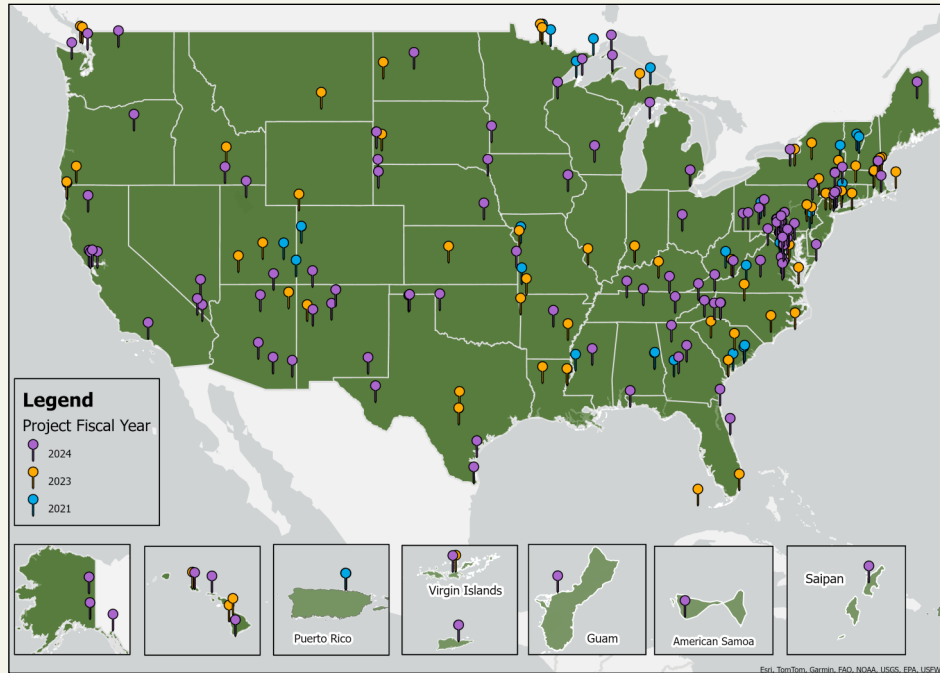 Legend
Project Fiscal Year
2024
2023
2021
Puerto Rico
Virgin Islands
Guam
American Samoa
Saipan
Esri, TomTom, Garmin, FAO, NOAA, USGS, EPA, USFW